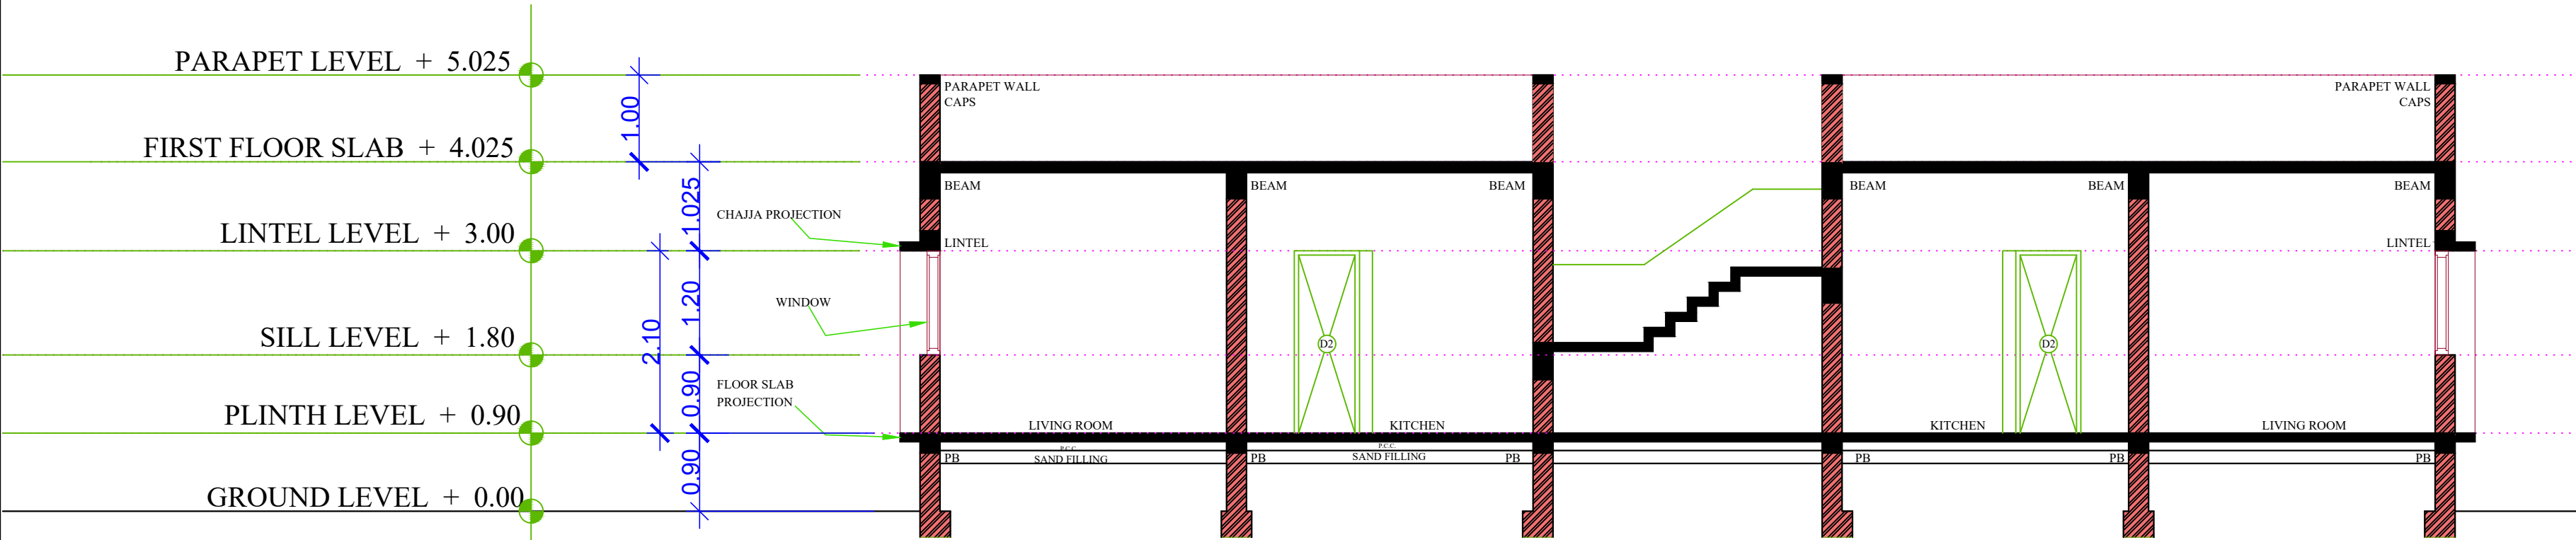 PARAPET LEVEL + 5.025
FIRST FLOOR SLAB + 4.025
LINTEL LEVEL + 3.00
SILL LEVEL + 1.80
PLINTH LEVEL + 0.90
GROUND LEVEL + 0.00
1.00
1.025
1.20
2.10
0.90
0.90
CHAJJA PROJECTION
WINDOW
FLOOR SLAB
PROJECTION
PARAPET WALL
CAPS
PARAPET WALL
CAPS
BEAM
BEAM
BEAM
BEAM
BEAM
BEAM
LINTEL
LINTEL
D2
D2
LIVING ROOM
KITCHEN
KITCHEN
LIVING ROOM
P.C.C.
P.C.C.
PB
SAND FILLING
PB
SAND FILLING
PB
PB
PB
PB